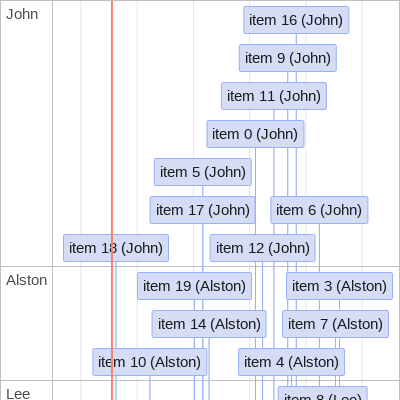 John
item 16 (John)
item 9 (John)
item 11 (John)
item 0 (John)
item 5 (John)
item 17 (John)
item 6 (John)
item 18 (John)
item 12 (John)
Alston
item 19 (Alston)
item 3 (Alston)
item 14 (Alston)
item 7 (Alston)
item 10 (Alston)
item 4 (Alston)
Lee
item 8 (Lee)